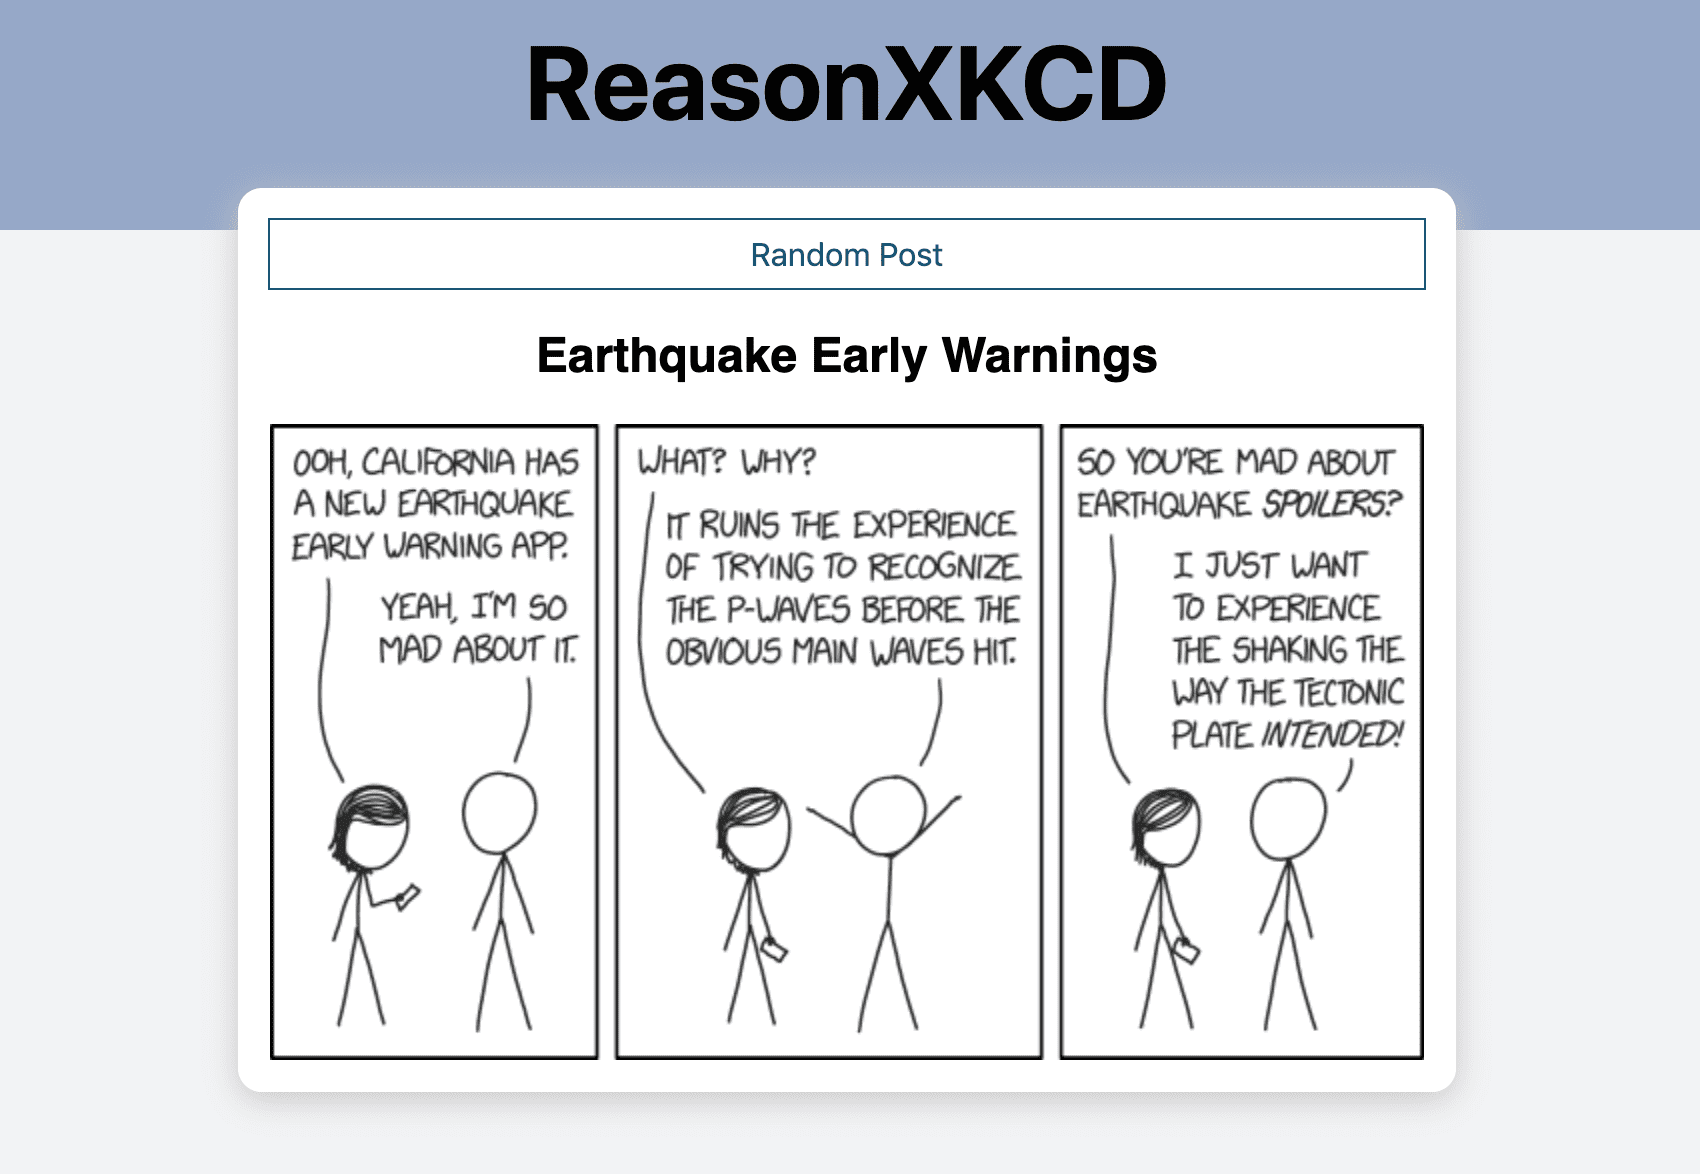 ReasonXKCD
Random Post
Earthquake Early Warnings
OOH, CALIFORNIA HAS
A NEW EARTHQUAKE
EARLY WARNING APP.
YEAH, I'M SO
MAD ABOUT IT.
WHAT? WHY?
IT RUINS THE EXPERIENCE
OF TRYING TO RECOGNIZE
THE P-WAVES BEFORE THE
OBVIOUS MAIN WAVES HIT.
SO YOU'RE MAD ABOUT
EARTHQUAKE SPOILERS?
I JUST WANT
TO EXPERIENCE
THE SHAKING THE
WAY THE TECTONIC
PLATE INTENDED!